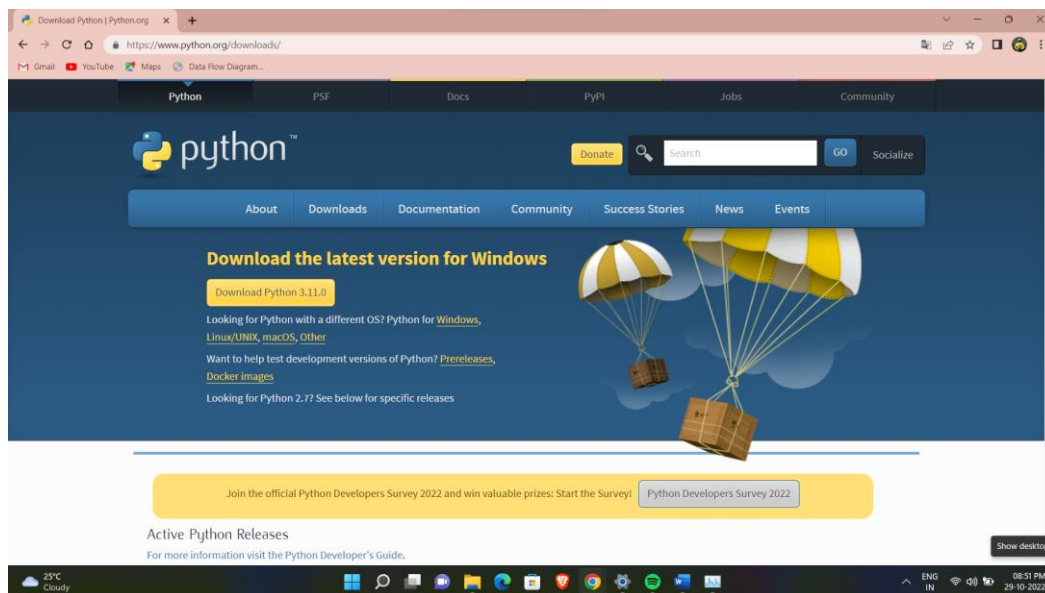 Download Python | Python.org
https://www.python.org/downloads/
Gmail YouTube Maps Data Flow Diagram...
Python PSF Docs PyPI Jobs Community
python™
Donate Search GO Socialize
About Downloads Documentation Community Success Stories News Events
Download the latest version for Windows
Download Python 3.11.0
Looking for Python with a different OS? Python for Windows,
Linux/UNIX, macOS, Other
Want to help test development versions of Python? Prereleases,
Docker images
Looking for Python 2.7? See below for specific releases
Join the official Python Developers Survey 2022 and win valuable prizes: Start the Survey! Python Developers Survey 2022
Active Python Releases
For more information visit the Python Developer's Guide.
Show desktop
25°C
Cloudy
ENG
IN
08:51 PM
29-10-2022